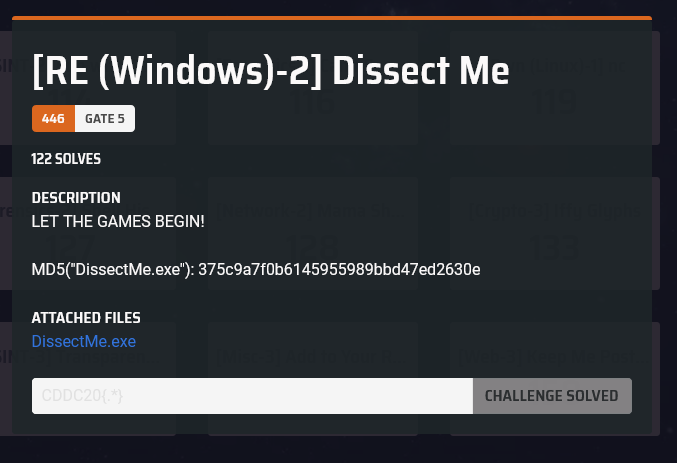 [RE (Windows)-2] Dissect Me
446 GATE 5
122 SOLVES
DESCRIPTION
LET THE GAMES BEGIN!
MD5("DissectMe.exe"): 375c9a7f0b6145955989bbd47ed2630e
ATTACHED FILES
DissectMe.exe
CDDC20{.*}
CHALLENGE SOLVED